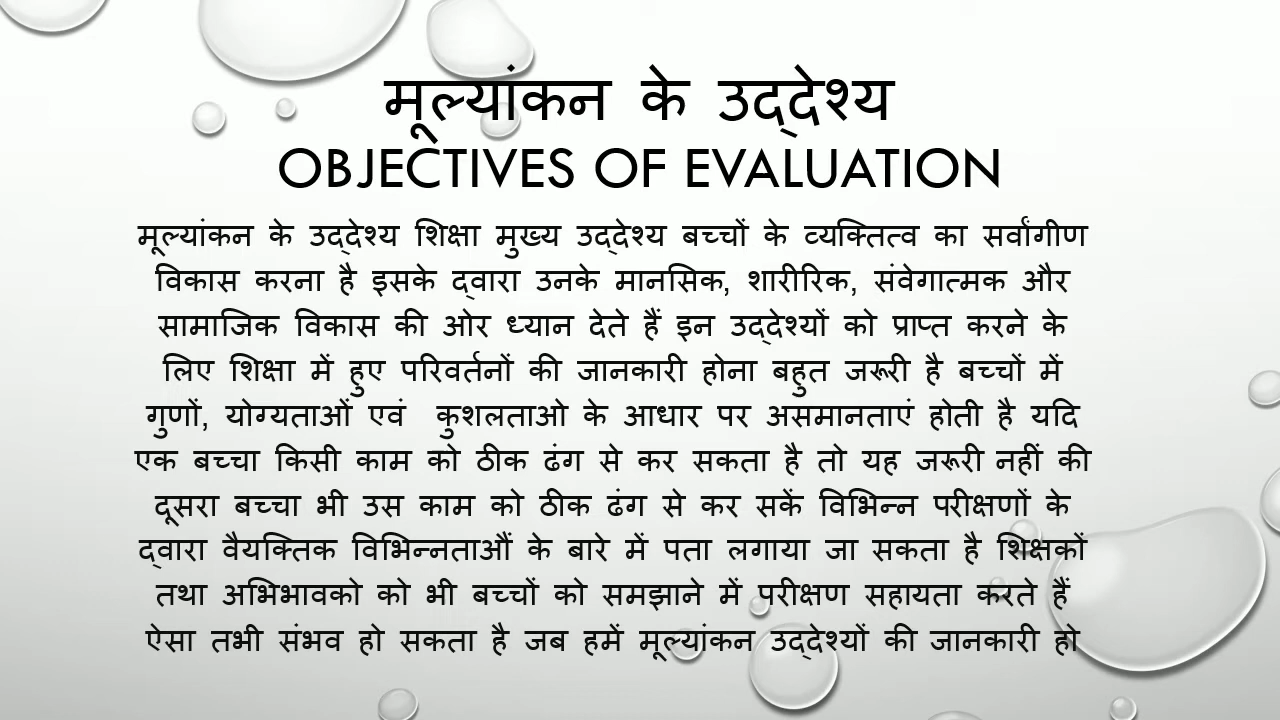 मूल्यांकन के उद्देश्य
OBJECTIVES OF EVALUATION
मूल्यांकन के उद्देश्य शिक्षा मुख्य उद्देश्य बच्चों के व्यक्तित्व का सर्वांगीण
विकास करना है इसके द्वारा उनके मानसिक, शारीरिक, संवेगात्मक और
सामाजिक विकास की ओर ध्यान देते हैं इन उद्देश्यों को प्राप्त करने के
लिए शिक्षा में हुए परिवर्तनों की जानकारी होना बहुत जरूरी है बच्चों में
गुणों, योग्यताओं एवं कुशलताओ के आधार पर असमानताएं होती है यदि
एक बच्चा किसी काम को ठीक ढंग से कर सकता है तो यह जरूरी नहीं की
दूसरा बच्चा भी उस काम को ठीक ढंग से कर सकें विभिन्न परीक्षणों के
द्वारा वैयक्तिक विभिन्नताऔं के बारे में पता लगाया जा सकता है शिक्षकों
तथा अभिभावको को भी बच्चों को समझाने में परीक्षण सहायता करते हैं
ऐसा तभी संभव हो सकता है जब हमें मूल्यांकन उद्देश्यों की जानकारी हो